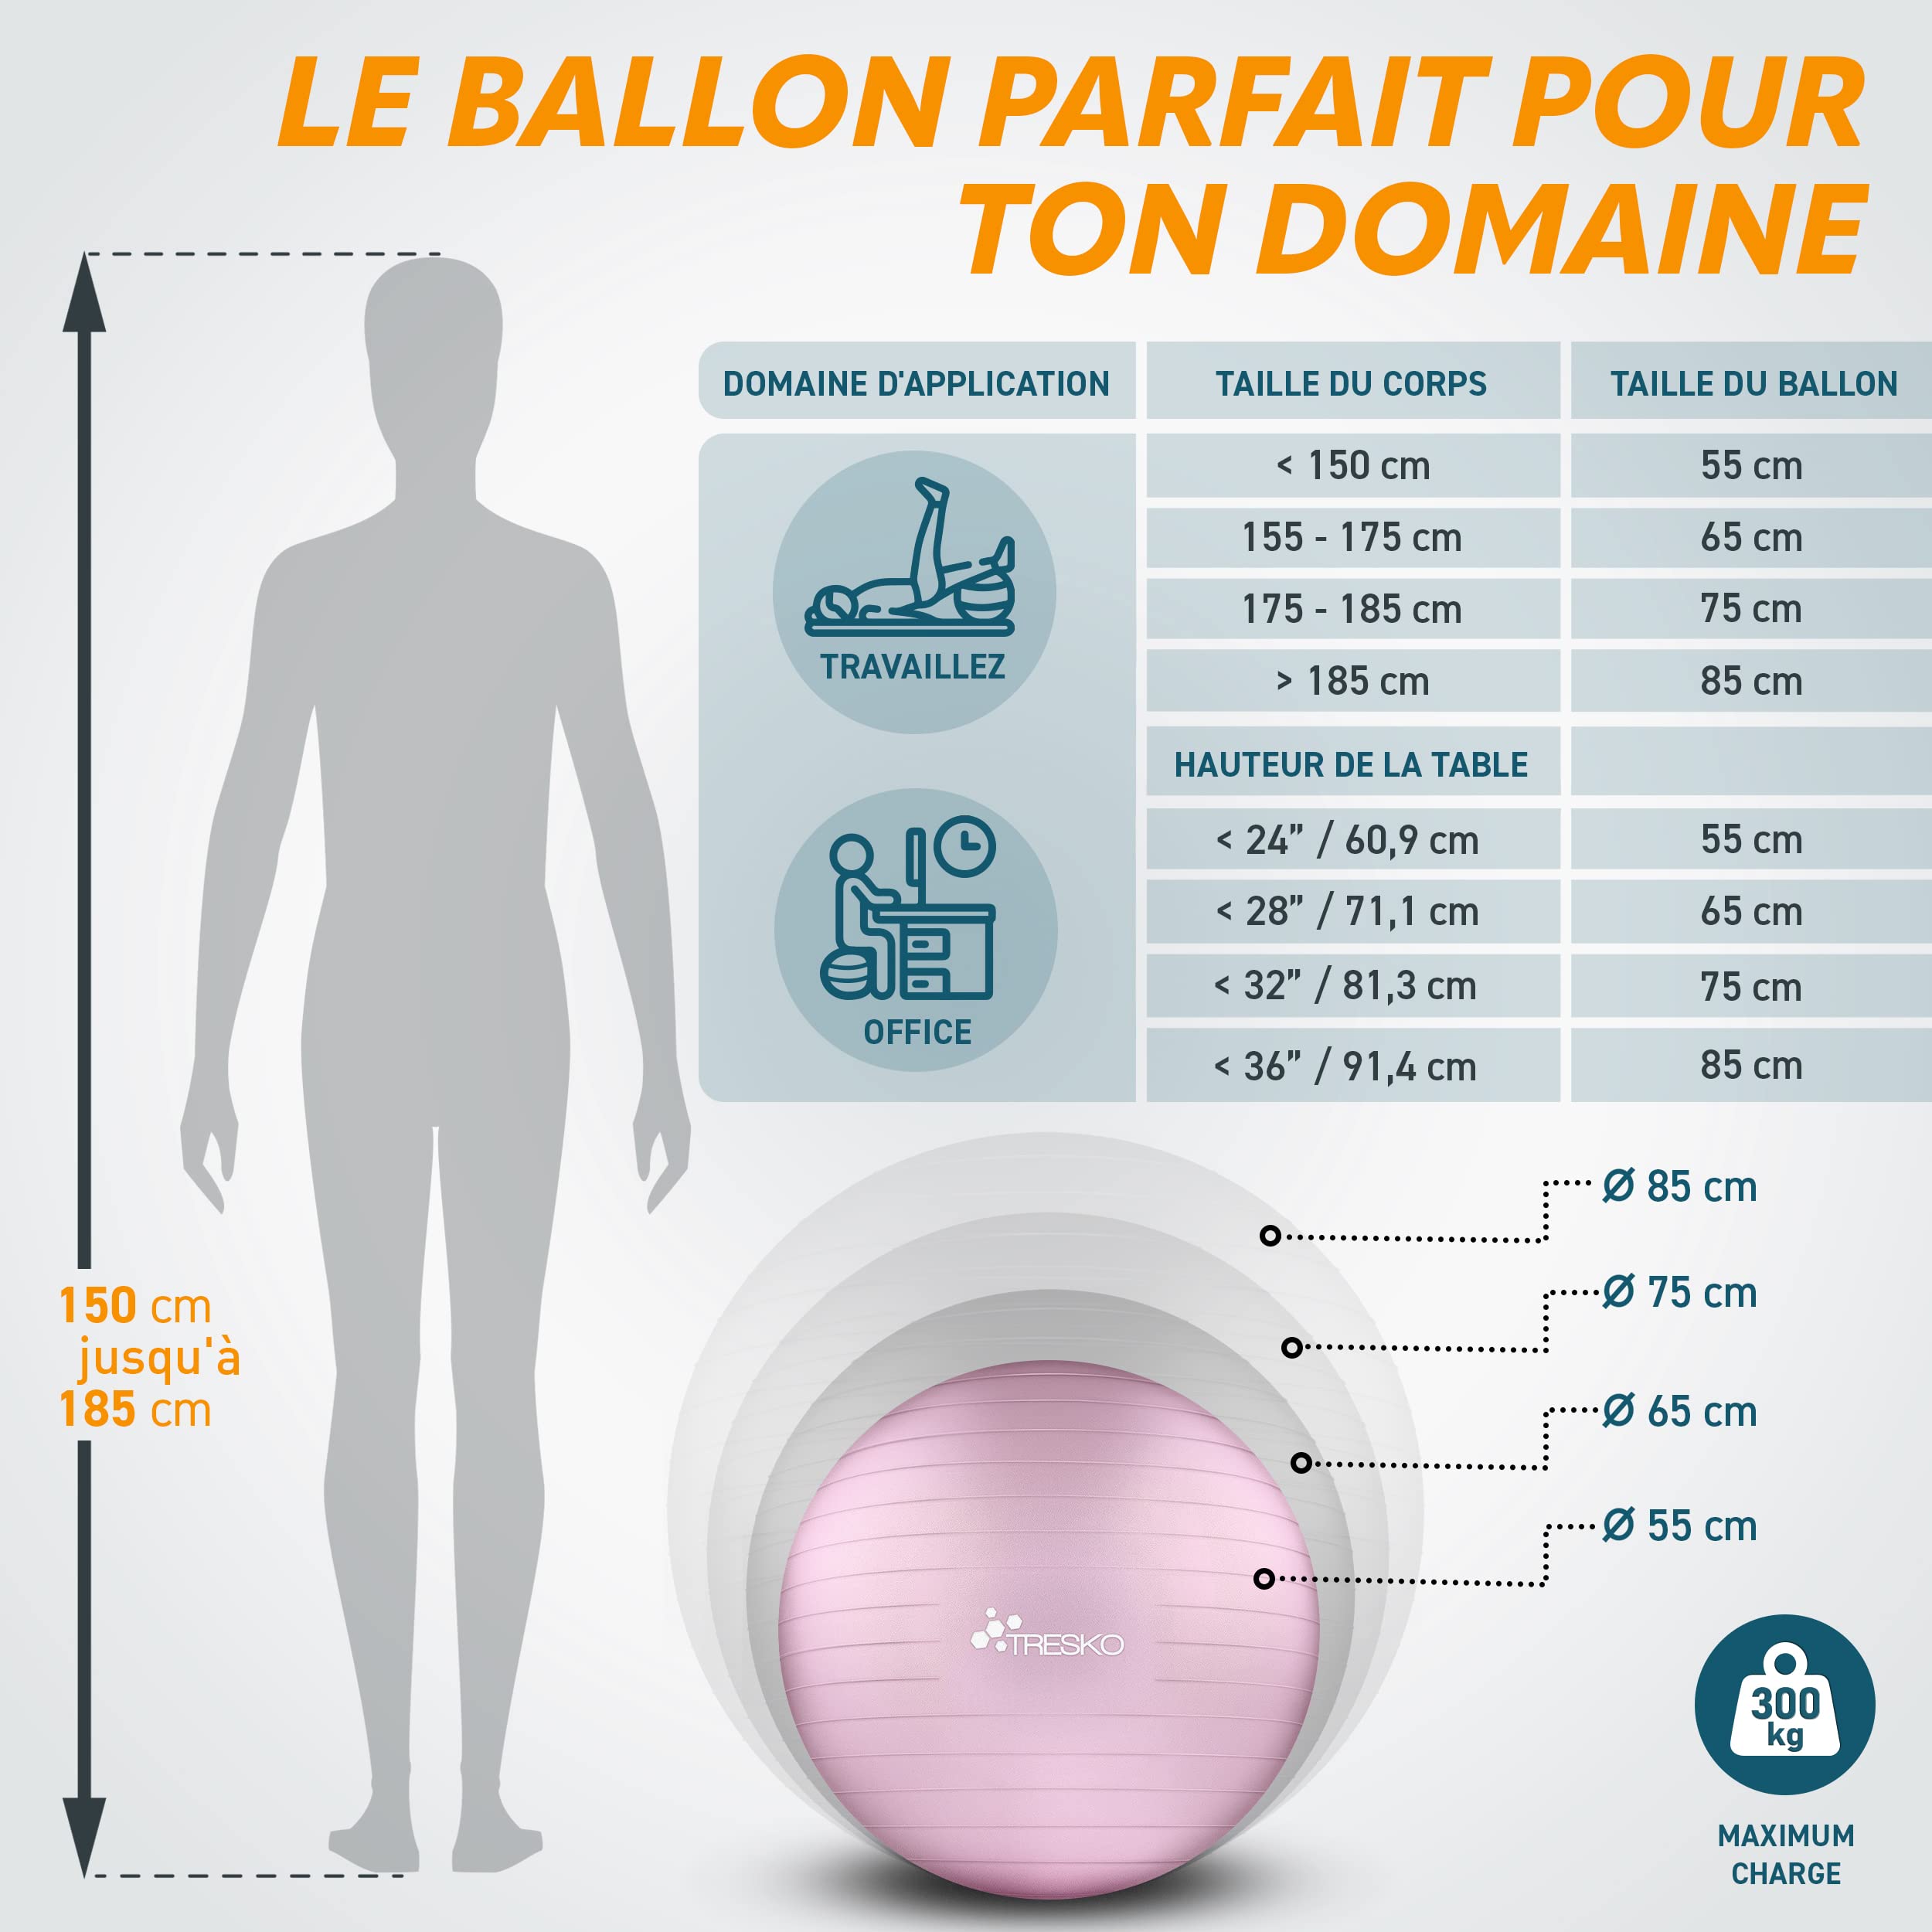 LE BALLON PARFAIT POUR
TON DOMAINE
DOMAINE D'APPLICATION TAILLE DU CORPS TAILLE DU BALLON
TRAVAILLEZ
< 150 cm 55 cm
155 - 175 cm 65 cm
175 - 185 cm 75 cm
> 185 cm 85 cm
HAUTEUR DE LA TABLE
OFFICE
< 24” / 60,9 cm 55 cm
< 28” / 71,1 cm 65 cm
< 32” / 81,3 cm 75 cm
< 36” / 91,4 cm 85 cm
150 cm
jusqu'à
185 cm
Ø 85 cm
Ø 75 cm
Ø 65 cm
Ø 55 cm
TRESKO
300
kg
MAXIMUM
CHARGE